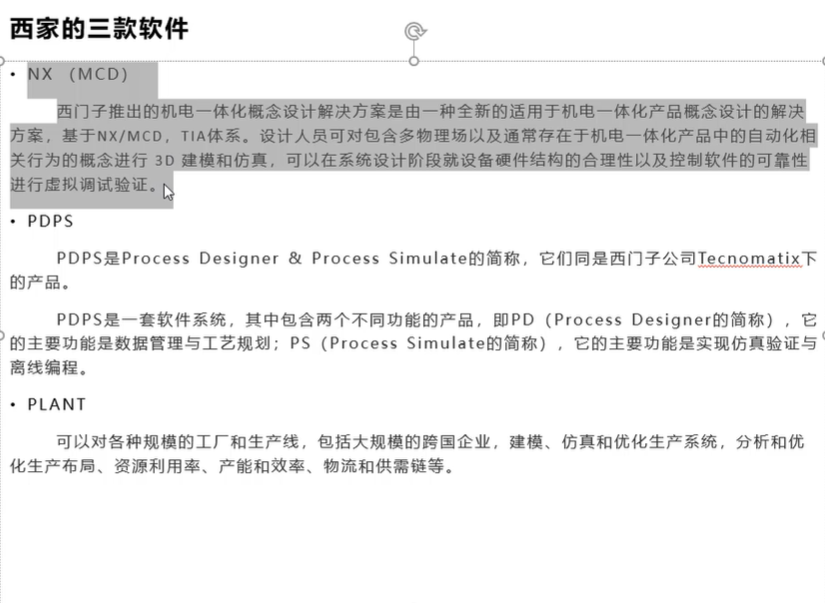 西家的三款软件
• NX （MCD）
西门子推出的机电一体化概念设计解决方案是由一种全新的适用于机电一体化产品概念设计的解决
方案，基于NX/MCD，TIA体系。设计人员可对包含多物理场以及通常存在于机电一体化产品中的自动化相
关行为的概念进行 3D 建模和仿真，可以在系统设计阶段就设备硬件结构的合理性以及控制软件的可靠性
进行虚拟调试验证。
• PDPS
PDPS是Process Designer & Process Simulate的简称，它们同是西门子公司Tecnomatix下
的产品。
PDPS是一套软件系统，其中包含两个不同功能的产品，即PD（Process Designer的简称），它
的主要功能是数据管理与工艺规划；PS（Process Simulate的简称），它的主要功能是实现仿真验证与
离线编程。
• PLANT
可以对各种规模的工厂和生产线，包括大规模的跨国企业，建模、仿真和优化生产系统，分析和优
化生产布局、资源利用率、产能和效率、物流和供需链等。